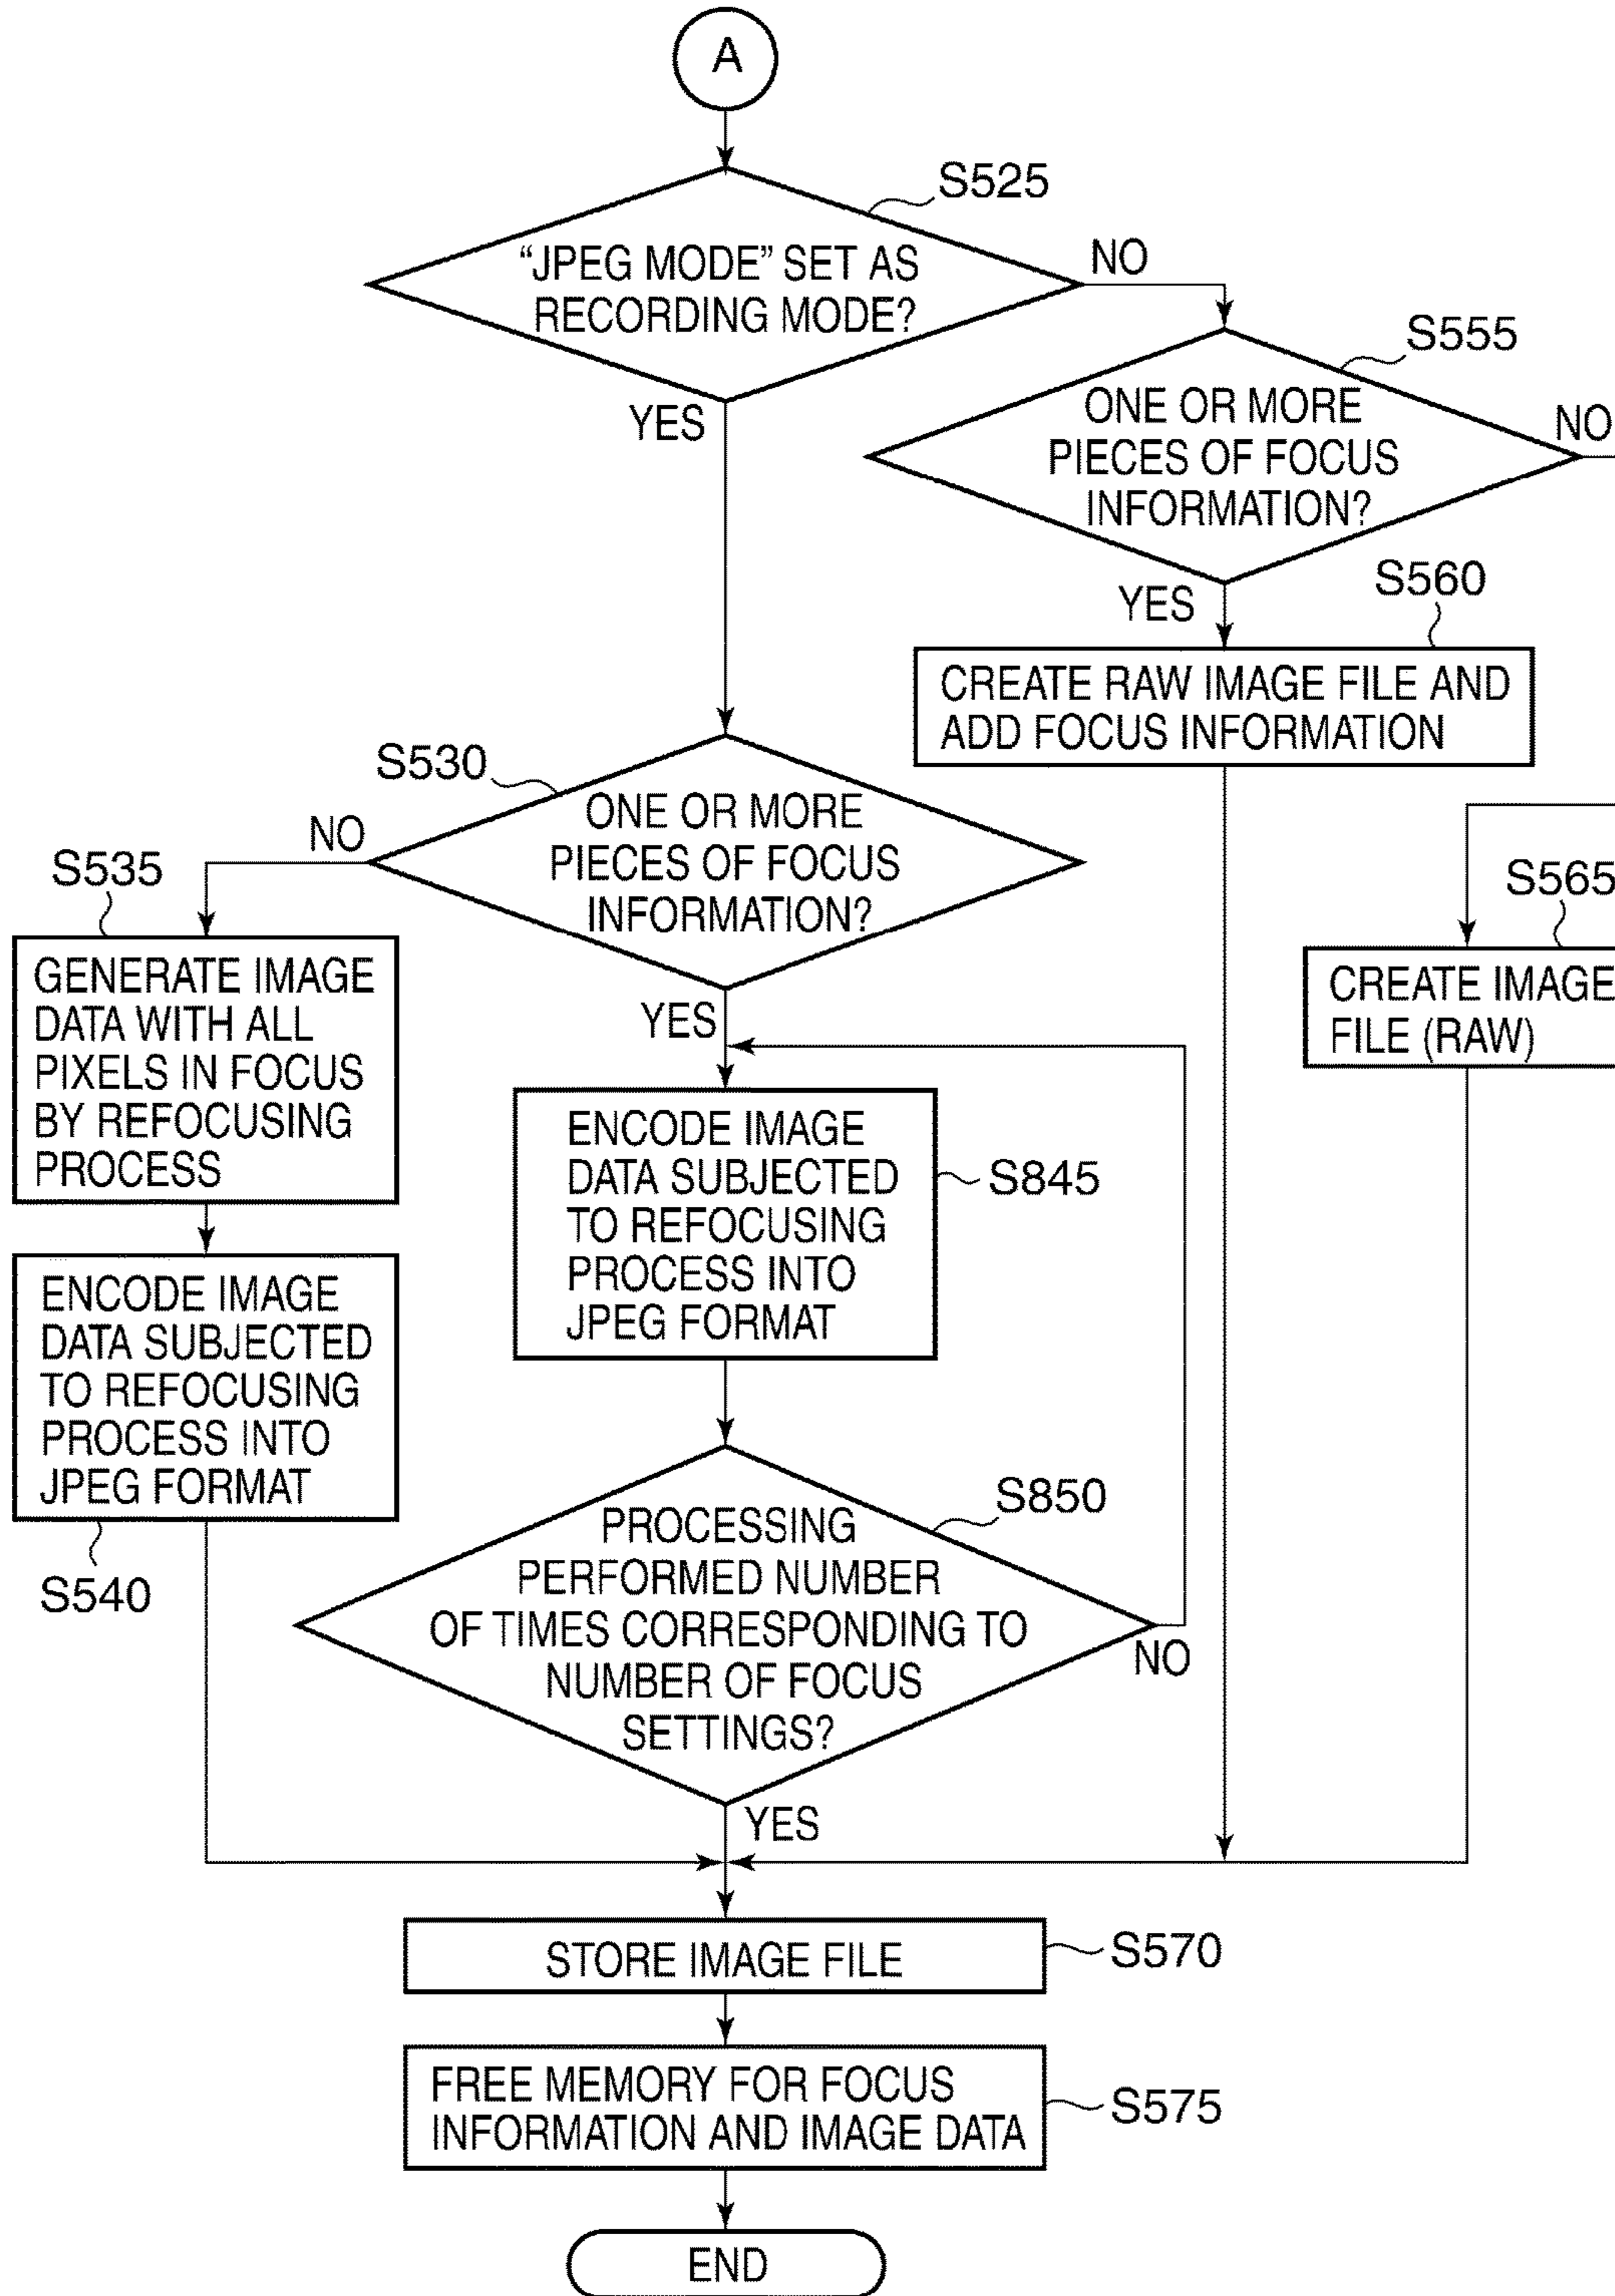 A
S525
“JPEG MODE” SET AS
RECORDING MODE?
NO
YES
S555
ONE OR MORE
PIECES OF FOCUS
INFORMATION?
NO
YES
S560
CREATE RAW IMAGE FILE AND
ADD FOCUS INFORMATION
S530
ONE OR MORE
PIECES OF FOCUS
INFORMATION?
NO
YES
S535
GENERATE IMAGE
DATA WITH ALL
PIXELS IN FOCUS
BY REFOCUSING
PROCESS
S565
CREATE IMAGE
FILE (RAW)
ENCODE IMAGE
DATA SUBJECTED
TO REFOCUSING
PROCESS INTO
JPEG FORMAT
S845
ENCODE IMAGE
DATA SUBJECTED
TO REFOCUSING
PROCESS INTO
JPEG FORMAT
S540
PROCESSING
PERFORMED NUMBER
OF TIMES CORRESPONDING TO
NUMBER OF FOCUS
SETTINGS?
S850
NO
YES
STORE IMAGE FILE
S570
FREE MEMORY FOR FOCUS
INFORMATION AND IMAGE DATA
S575
END